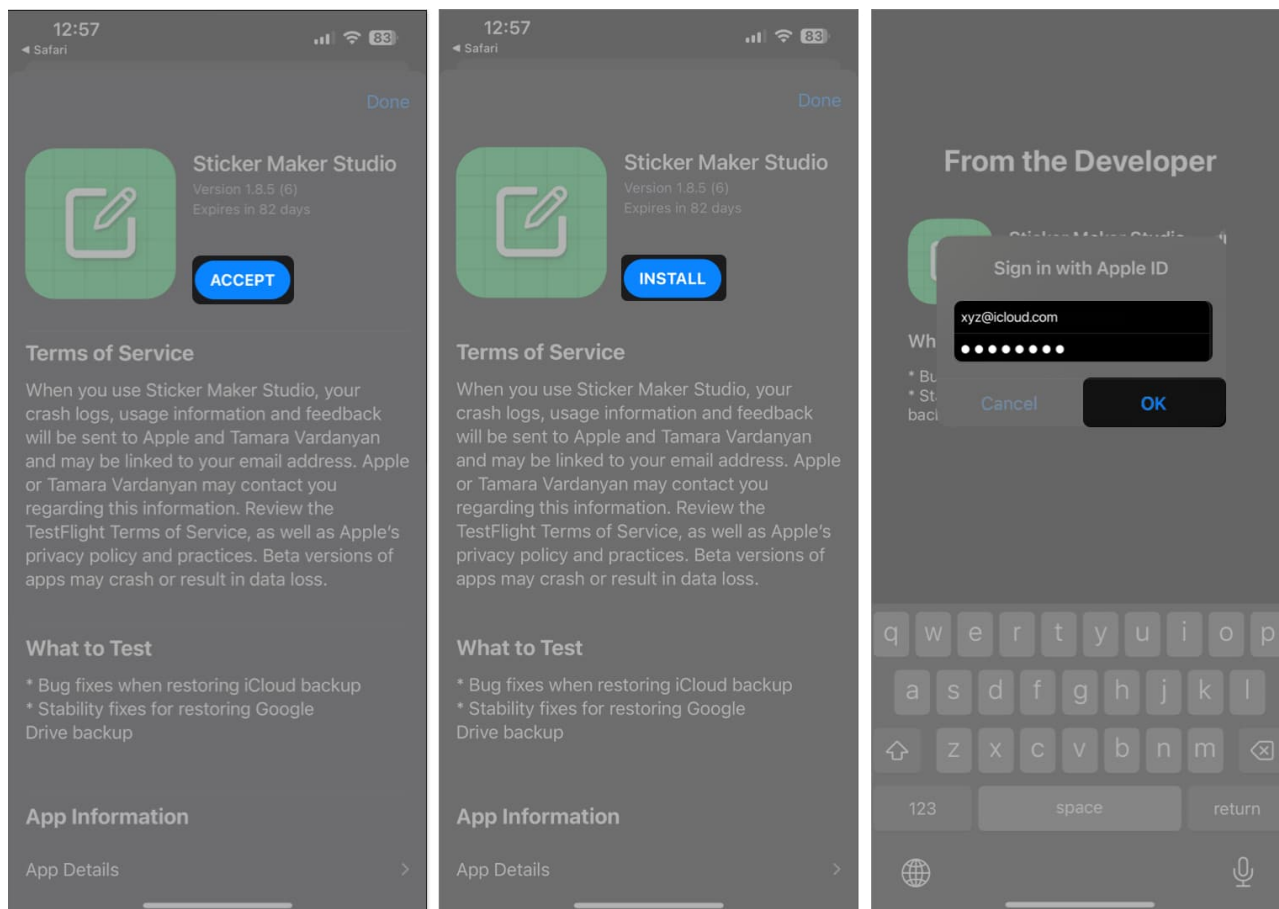 12:57
83
◀ Safari
Done
Sticker Maker Studio
Version 1.8.5 (6)
Expires in 82 days
ACCEPT
Terms of Service
When you use Sticker Maker Studio, your
crash logs, usage information and feedback
will be sent to Apple and Tamara Vardanyan
and may be linked to your email address. Apple
or Tamara Vardanyan may contact you
regarding this information. Review the
TestFlight Terms of Service, as well as Apple's
privacy policy and practices. Beta versions of
apps may crash or result in data loss.
What to Test
* Bug fixes when restoring iCloud backup
* Stability fixes for restoring Google
Drive backup
App Information
App Details
12:57
83
◀ Safari
Done
Sticker Maker Studio
Version 1.8.5 (6)
Expires in 82 days
INSTALL
Terms of Service
When you use Sticker Maker Studio, your
crash logs, usage information and feedback
will be sent to Apple and Tamara Vardanyan
and may be linked to your email address. Apple
or Tamara Vardanyan may contact you
regarding this information. Review the
TestFlight Terms of Service, as well as Apple's
privacy policy and practices. Beta versions of
apps may crash or result in data loss.
What to Test
* Bug fixes when restoring iCloud backup
* Stability fixes for restoring Google
Drive backup
App Information
App Details
From the Developer
Sign in with Apple ID
xyz@icloud.com
●●●●●●●●
Wh
* Bu
* St
bac
Cancel
OK
q w e r t y u i o p
a s d f g h j k l
z x c v b n m
123 space return